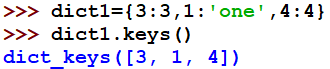 >>> dict1={3:3,1:'one',4:4}
>>> dict1.keys()
dict_keys([3, 1, 4])